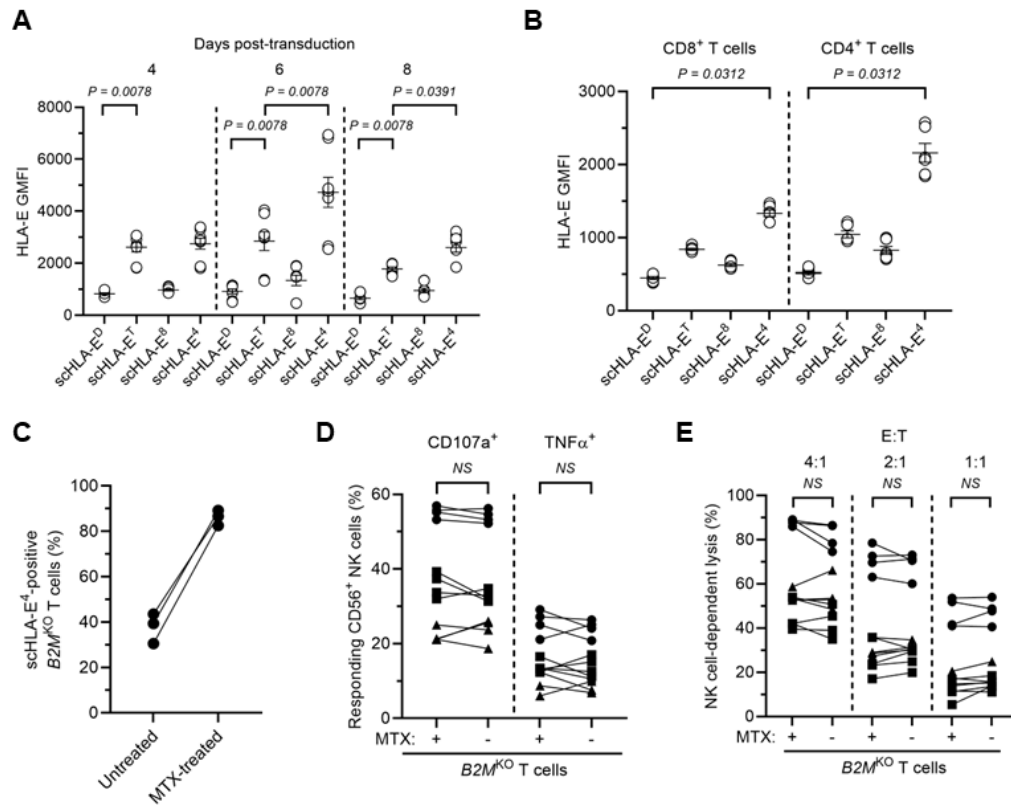 A
Days post-transduction
4 6 8
P = 0.0078 P = 0.0078 P = 0.0391
P = 0.0078 P = 0.0078
HLA-E GMFI
8000
6000
4000
2000
0
scHLA-E^D scHLA-E^T scHLA-E^8 scHLA-E^4 scHLA-E^D scHLA-E^T scHLA-E^8 scHLA-E^4 scHLA-E^D scHLA-E^T scHLA-E^8 scHLA-E^4
B
CD8⁺ T cells CD4⁺ T cells
P = 0.0312 P = 0.0312
HLA-E GMFI
3000
2000
1000
0
scHLA-E^D scHLA-E^T scHLA-E^8 scHLA-E^4 scHLA-E^D scHLA-E^T scHLA-E^8 scHLA-E^4
C
scHLA-E⁴-positive
B2M^KO T cells (%)
100
80
60
40
20
0
Untreated MTX-treated
D
CD107a⁺ TNFα⁺
NS NS
Responding CD56⁺ NK cells (%)
60
40
20
0
MTX: + - + -
B2M^KO T cells
E
E:T
4:1 2:1 1:1
NS NS NS
NK cell-dependent lysis (%)
100
80
60
40
20
0
MTX: + - + - + -
B2M^KO T cells